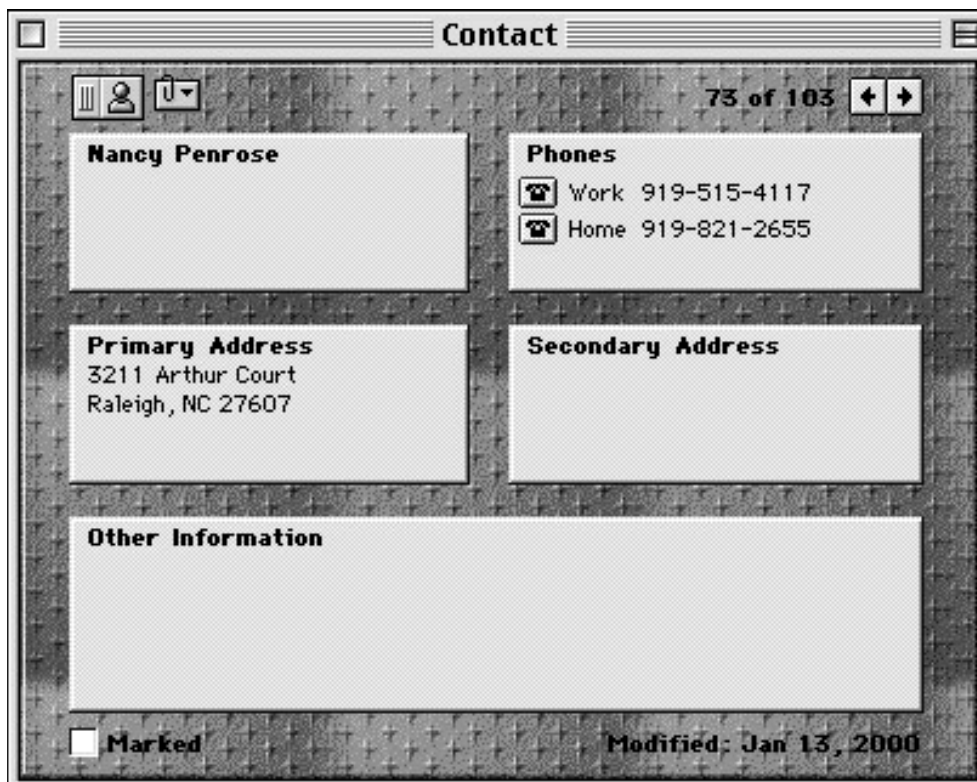 Contact
73 of 103
Nancy Penrose
Phones
Work 919-515-4117
Home 919-821-2655
Primary Address
3211 Arthur Court
Raleigh, NC 27607
Secondary Address
Other Information
Marked
Modified: Jan 13, 2000